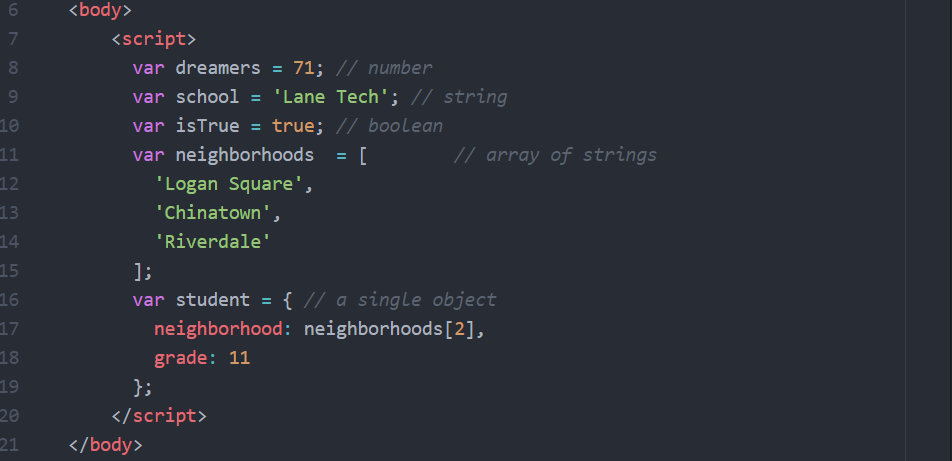 6 <body>
7 <script>
8 var dreamers = 71; // number
9 var school = 'Lane Tech'; // string
10 var isTrue = true; // boolean
11 var neighborhoods = [ // array of strings
12 'Logan Square',
13 'Chinatown',
14 'Riverdale'
15 ];
16 var student = { // a single object
17 neighborhood: neighborhoods[2],
18 grade: 11
19 };
20 </script>
21 </body>